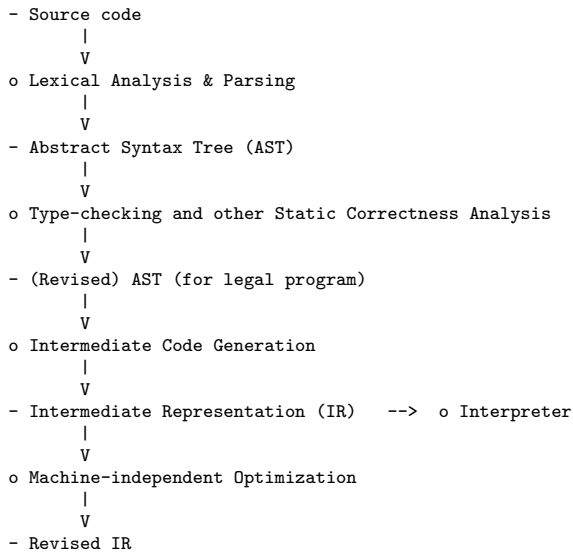 - Source code
|
V
o Lexical Analysis & Parsing
|
V
- Abstract Syntax Tree (AST)
|
V
o Type-checking and other Static Correctness Analysis
|
V
- (Revised) AST (for legal program)
|
V
o Intermediate Code Generation
|
V
- Intermediate Representation (IR) --> o Interpreter
|
V
o Machine-independent Optimization
|
V
- Revised IR